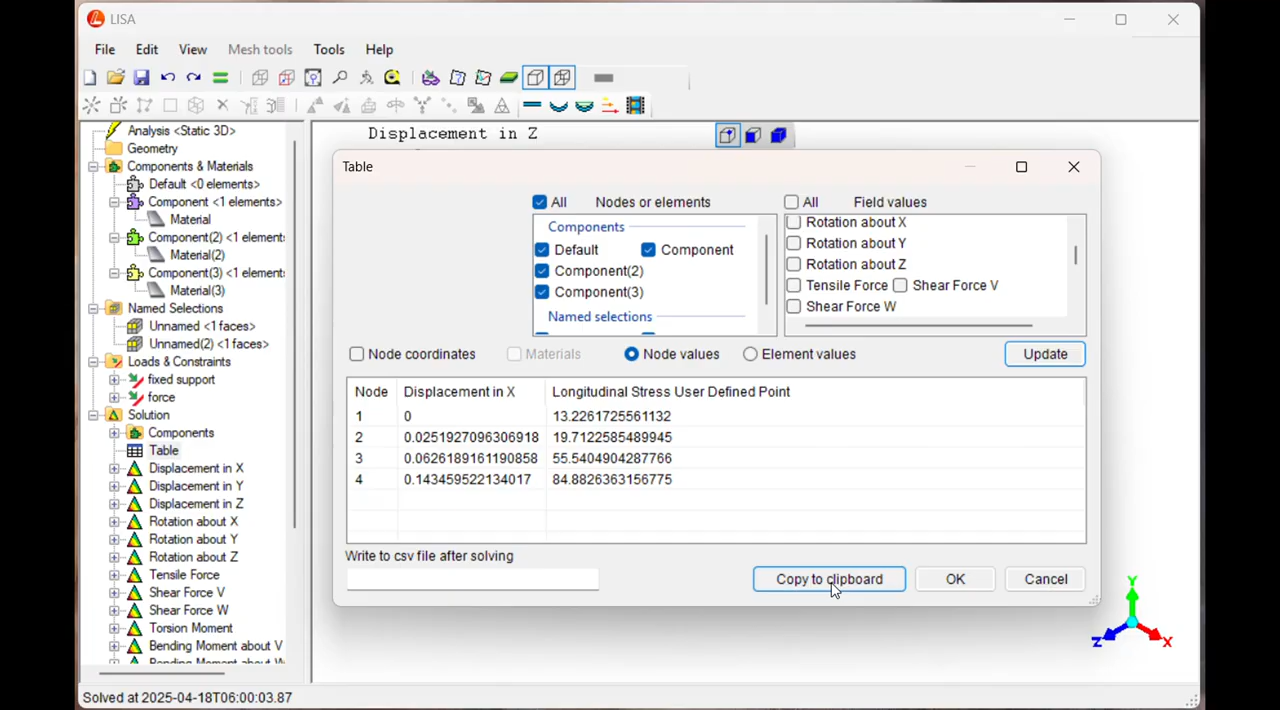 LISA
File Edit View Mesh tools Tools Help
Analysis <Static 3D>
Geometry
Components & Materials
Default <0 elements>
Component <1 elements>
Material
Component(2) <1 element
Material(2)
Component(3) <1 element
Material(3)
Named Selections
Unnamed <1 faces>
Unnamed(2) <1 faces>
Loads & Constraints
fixed support
force
Solution
Components
Table
Displacement in X
Displacement in Y
Displacement in Z
Rotation about X
Rotation about Y
Rotation about Z
Tensile Force
Shear Force V
Shear Force W
Torsion Moment
Bending Moment about V
Bending Moment about W
Solved at 2025-04-18T06:00:03.87
Displacement in Z
Table
All Nodes or elements
Components
Default Component
Component(2)
Component(3)
Named selections
All Field values
Rotation about X
Rotation about Y
Rotation about Z
Tensile Force Shear Force V
Shear Force W
Node coordinates Materials Node values Element values Update
Node Displacement in X Longitudinal Stress User Defined Point
1 0 13.2261725561132
2 0.0251927096306918 19.7122585489945
3 0.0626189161190858 55.5404904287766
4 0.143459522134017 84.8826363156775
Write to csv file after solving
Copy to clipboard OK Cancel
Y
Z X